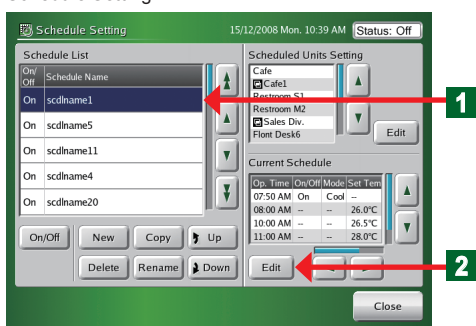 Schedule Setting 15/12/2008 Mon. 10:39 AM Status: Off
Schedule List
On/Off Schedule Name
On scdlname1
On scdlname5
On scdlname11
On scdlname4
On scdlname20
On/Off New Copy Up
Delete Rename Down
Scheduled Units Setting
Cafe
Cafe1
Restroom S1
Restroom M2
Sales Div.
Flont Desk6
Edit
Current Schedule
Op. Time On/Off Mode Set Tem
07:50 AM On Cool --
08:00 AM -- -- 26.0°C
10:00 AM -- -- 26.5°C
11:00 AM -- -- 28.0°C
Edit
Close
1
2